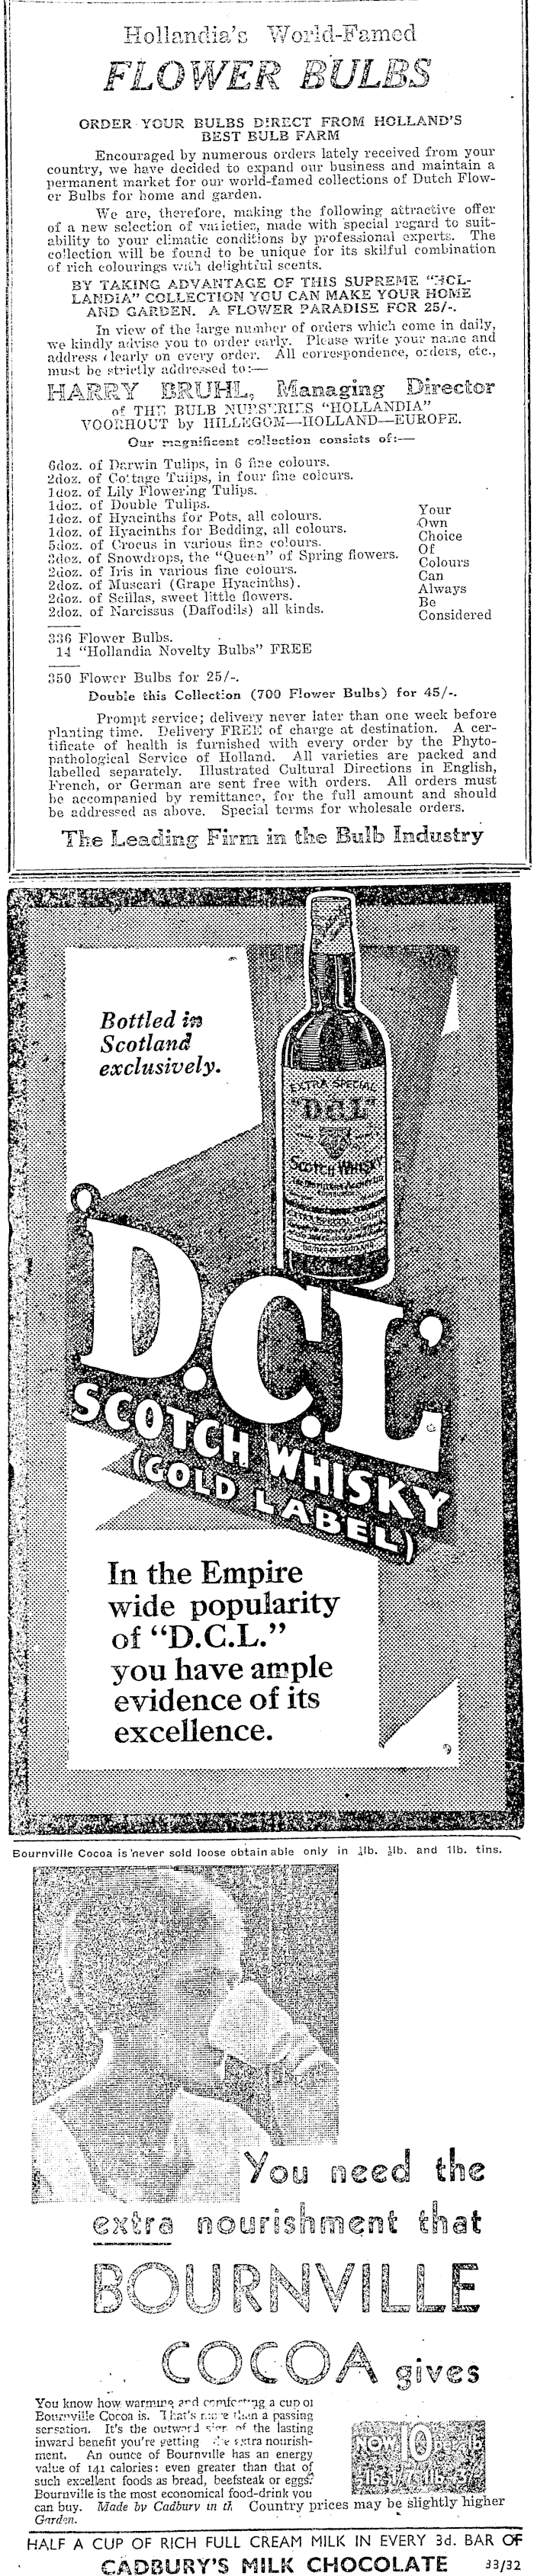 Hollandia's World-Famed
FLOWER BULBS
ORDER YOUR BULBS DIRECT FROM HOLLAND'S
BEST BULB FARM
Encouraged by numerous orders lately received from your
country, we have decided to expand our business and maintain a
permanent market for our world-famed collections of Dutch Flow-
er Bulbs for home and garden.
We are, therefore, making the following attractive offer
of a new selection of varieties, made with special regard to suit-
ability to your climatic conditions by professional experts. The
collection will be found to be unique for its skilful combination
of rich colourings with delightful scents.
BY TAKING ADVANTAGE OF THIS SUPREME "HOL-
LANDIA" COLLECTION YOU CAN MAKE YOUR HOME
AND GARDEN. A FLOWER PARADISE FOR 25/-.
In view of the large number of orders which come in daily,
we kindly advise you to order early. Please write your name and
address clearly on every order. All correspondence, orders, etc.,
must be strictly addressed to:—
HARRY BRUHL, Managing Director
of THE BULB NURSERIES "HOLLANDIA"
VOORHOUT by HILLEGOM—HOLLAND—EUROPE.
Our magnificent collection consists of:—
6doz. of Darwin Tulips, in 6 fine colours.
2doz. of Cottage Tulips, in four fine colours.
1doz. of Lily Flowering Tulips.
1doz. of Double Tulips.
1doz. of Hyacinths for Pots, all colours.
1doz. of Hyacinths for Bedding, all colours.
5doz. of Crocus in various fine colours.
3doz. of Snowdrops, the "Queen" of Spring flowers.
2doz. of Iris in various fine colours.
2doz. of Muscari (Grape Hyacinths).
2doz. of Scillas, sweet little flowers.
2doz. of Narcissus (Daffodils) all kinds.
Your
Own
Choice
Of
Colours
Can
Always
Be
Considered
336 Flower Bulbs.
14 "Hollandia Novelty Bulbs" FREE
350 Flower Bulbs for 25/-.
Double this Collection (700 Flower Bulbs) for 45/-.
Prompt service; delivery never later than one week before
planting time. Delivery FREE of charge at destination. A cer-
tificate of health is furnished with every order by the Phyto-
pathological Service of Holland. All varieties are packed and
labelled separately. Illustrated Cultural Directions in English,
French, or German are sent free with orders. All orders must
be accompanied by remittance, for the full amount and should
be addressed as above. Special terms for wholesale orders.
The Leading Firm in the Bulb Industry
Bottled in
Scotland
exclusively.
EXTRA SPECIAL
"D.C.L"
SCOTCH WHISKY
'D.C.L'
SCOTCH WHISKY
(GOLD LABEL)
In the Empire
wide popularity
of "D.C.L."
you have ample
evidence of its
excellence.
Bournville Cocoa is never sold loose obtainable only in ¼lb. ½lb. and 1lb. tins.
You need the
extra nourishment that
BOURNVILLE
COCOA gives
You know how warming and comforting a cup of
Bournville Cocoa is. That's more than a passing
sensation. It's the outward sign of the lasting
inward benefit you're getting the extra nourish-
ment. An ounce of Bournville has an energy
value of 141 calories: even greater than that of
such excellent foods as bread, beefsteak or eggs!
Bournville is the most economical food-drink you
can buy. Made by Cadbury in th
Garden.
NOW 10D
Country prices may be slightly higher
HALF A CUP OF RICH FULL CREAM MILK IN EVERY 3d. BAR OF
CADBURY'S MILK CHOCOLATE 33/32